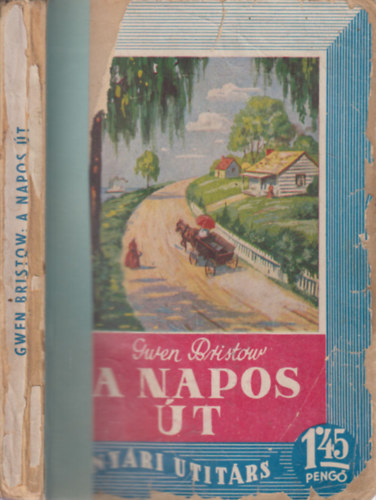 GWEN BRISTOW: A NAPOS ÚT
Gwen Bristow
A NAPOS
ÚT
NYÁRI UTITÁRS
1'45
PENGŐ